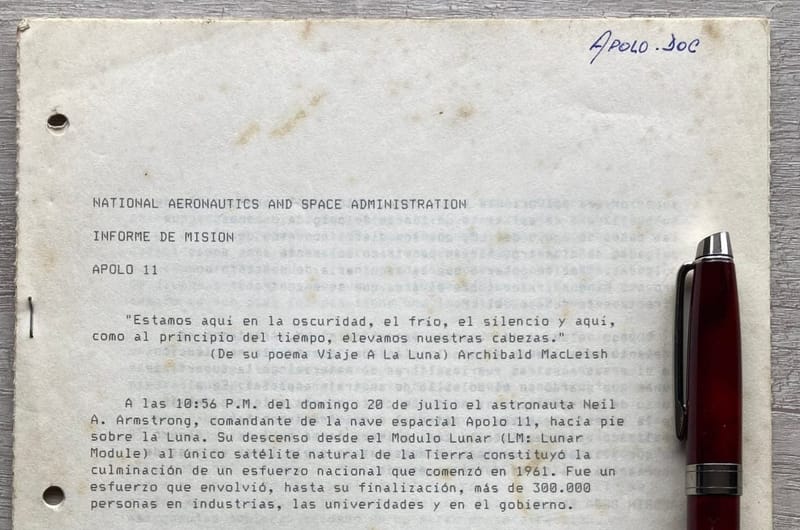 Apolo.Doc
NATIONAL AERONAUTICS AND SPACE ADMINISTRATION
INFORME DE MISION
APOLO 11
"Estamos aquí en la oscuridad, el frío, el silencio y aquí,
como al principio del tiempo, élevamos nuestras cabezas."
(De su poema Viaje A La Luna) Archibald MacLeish
A las 10:56 P.M. del domingo 20 de julio el astronauta Neil
A. Armstrong, comandante de la nave espacial Apolo 11, hacía pie
sobre la Luna. Su descenso desde el Modulo Lunar (LM: Lunar
Module) al único satélite natural de la Tierra constituyó la
culminación de un esfuerzo nacional que comenzó en 1961. Fue un
esfuerzo que envolvió, hasta su finalización, más de 300.000
personas en industrias, las univeridades y en el gobierno.